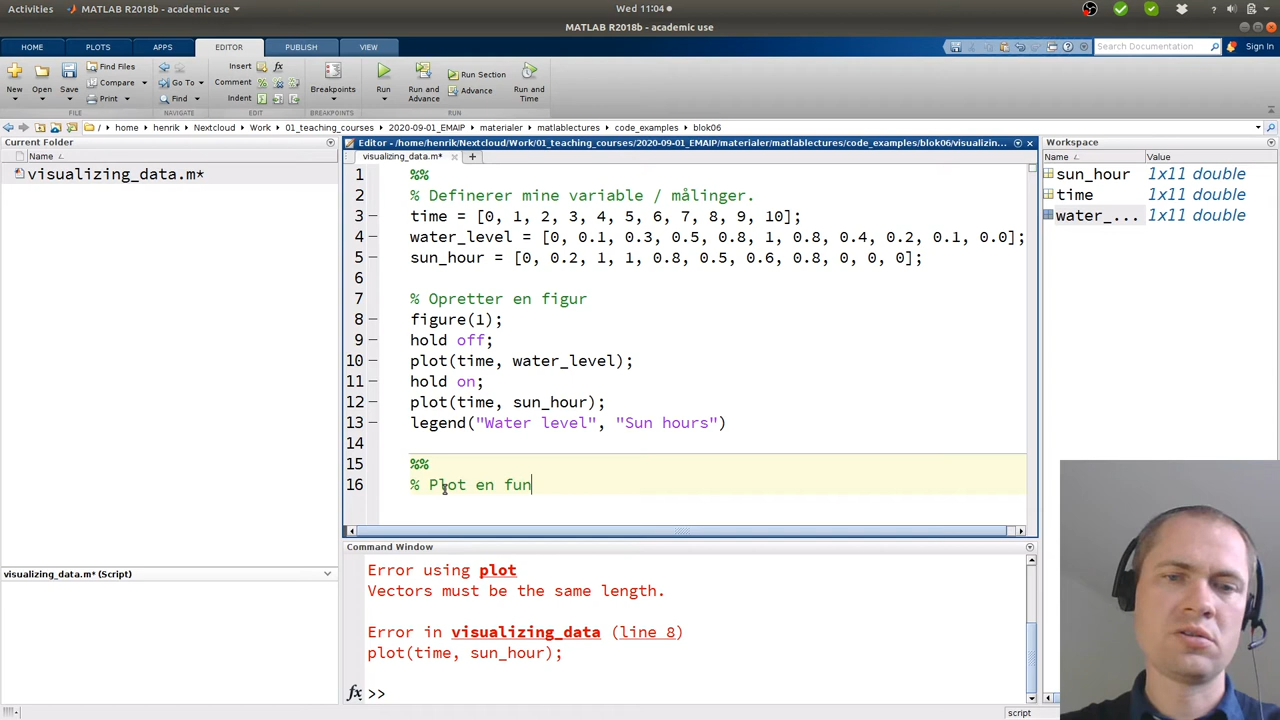 Activities MATLAB R2018b - academic use Wed 11:04
MATLAB R2018b - academic use
HOME PLOTS APPS EDITOR PUBLISH VIEW Search Documentation Sign In
New Open Save Find Files Compare Print Go To Find Insert Comment Indent Breakpoints Run Run and Advance Run Section Advance Run and Time
FILE NAVIGATE EDIT BREAKPOINTS RUN
/ home henrik Nextcloud Work 01_teaching_courses 2020-09-01_EMAIP materialer matlablectures code_examples blok06
Current Folder
Name
visualizing_data.m*
visualizing_data.m* (Script)
Editor - /home/henrik/Nextcloud/Work/01_teaching_courses/2020-09-01_EMAIP/materialer/matlablectures/code_examples/blok06/visualizin...
visualizing_data.m*
1 %%
2 % Definerer mine variable / målinger.
3 time = [0, 1, 2, 3, 4, 5, 6, 7, 8, 9, 10];
4 water_level = [0, 0.1, 0.3, 0.5, 0.8, 1, 0.8, 0.4, 0.2, 0.1, 0.0];
5 sun_hour = [0, 0.2, 1, 1, 0.8, 0.5, 0.6, 0.8, 0, 0, 0];
6
7 % Opretter en figur
8 figure(1);
9 hold off;
10 plot(time, water_level);
11 hold on;
12 plot(time, sun_hour);
13 legend("Water level", "Sun hours")
14
15 %%
16 % Plot en fun
Command Window
Error using plot
Vectors must be the same length.
Error in visualizing_data (line 8)
plot(time, sun_hour);
fx >>
Workspace
Name Value
sun_hour 1x11 double
time 1x11 double
water_... 1x11 double
script